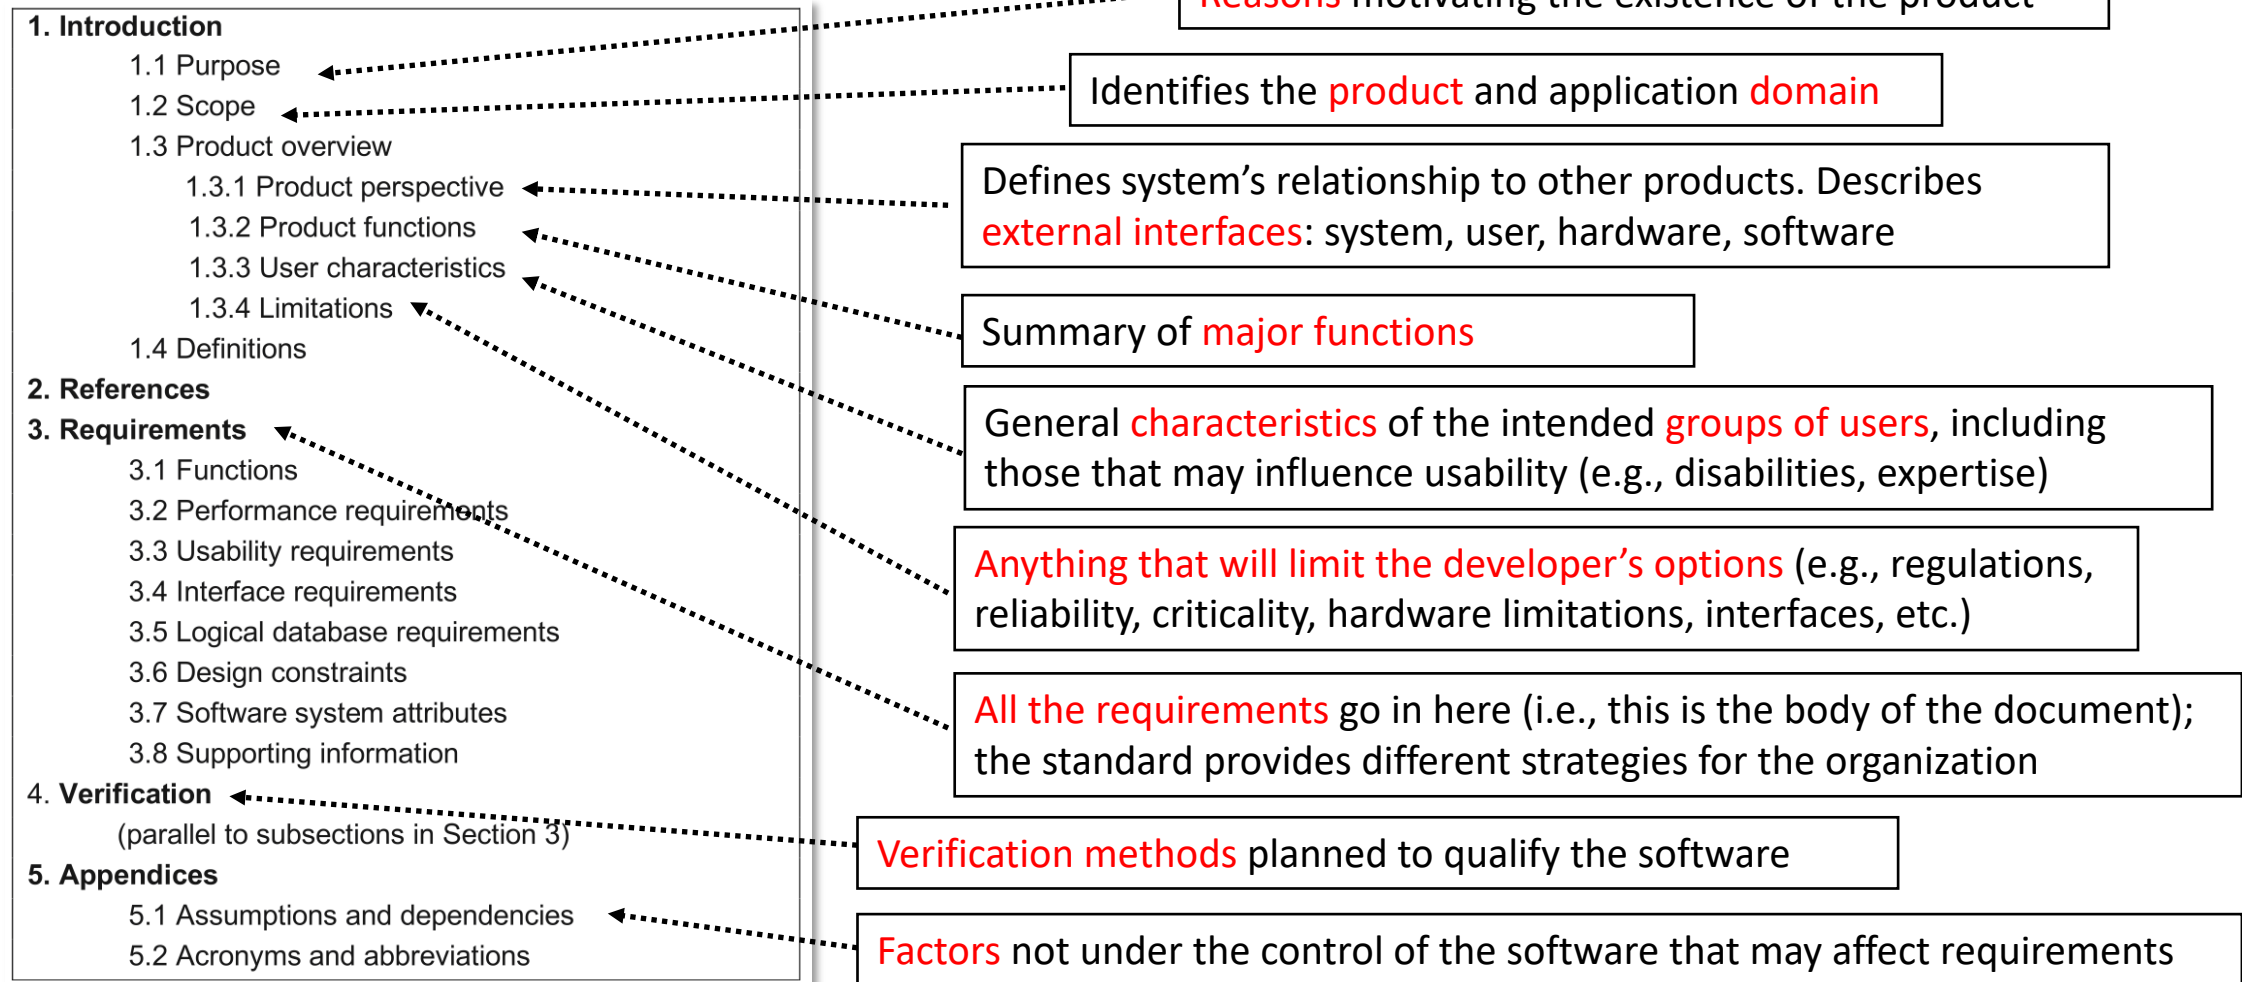 1. Introduction
1.1 Purpose
1.2 Scope
1.3 Product overview
1.3.1 Product perspective
1.3.2 Product functions
1.3.3 User characteristics
1.3.4 Limitations
1.4 Definitions
2. References
3. Requirements
3.1 Functions
3.2 Performance requirements
3.3 Usability requirements
3.4 Interface requirements
3.5 Logical database requirements
3.6 Design constraints
3.7 Software system attributes
3.8 Supporting information
4. Verification
(parallel to subsections in Section 3)
5. Appendices
5.1 Assumptions and dependencies
5.2 Acronyms and abbreviations
Reasons motivating the existence of the product
Identifies the product and application domain
Defines system’s relationship to other products. Describes
external interfaces: system, user, hardware, software
Summary of major functions
General characteristics of the intended groups of users, including
those that may influence usability (e.g., disabilities, expertise)
Anything that will limit the developer’s options (e.g., regulations,
reliability, criticality, hardware limitations, interfaces, etc.)
All the requirements go in here (i.e., this is the body of the document);
the standard provides different strategies for the organization
Verification methods planned to qualify the software
Factors not under the control of the software that may affect requirements